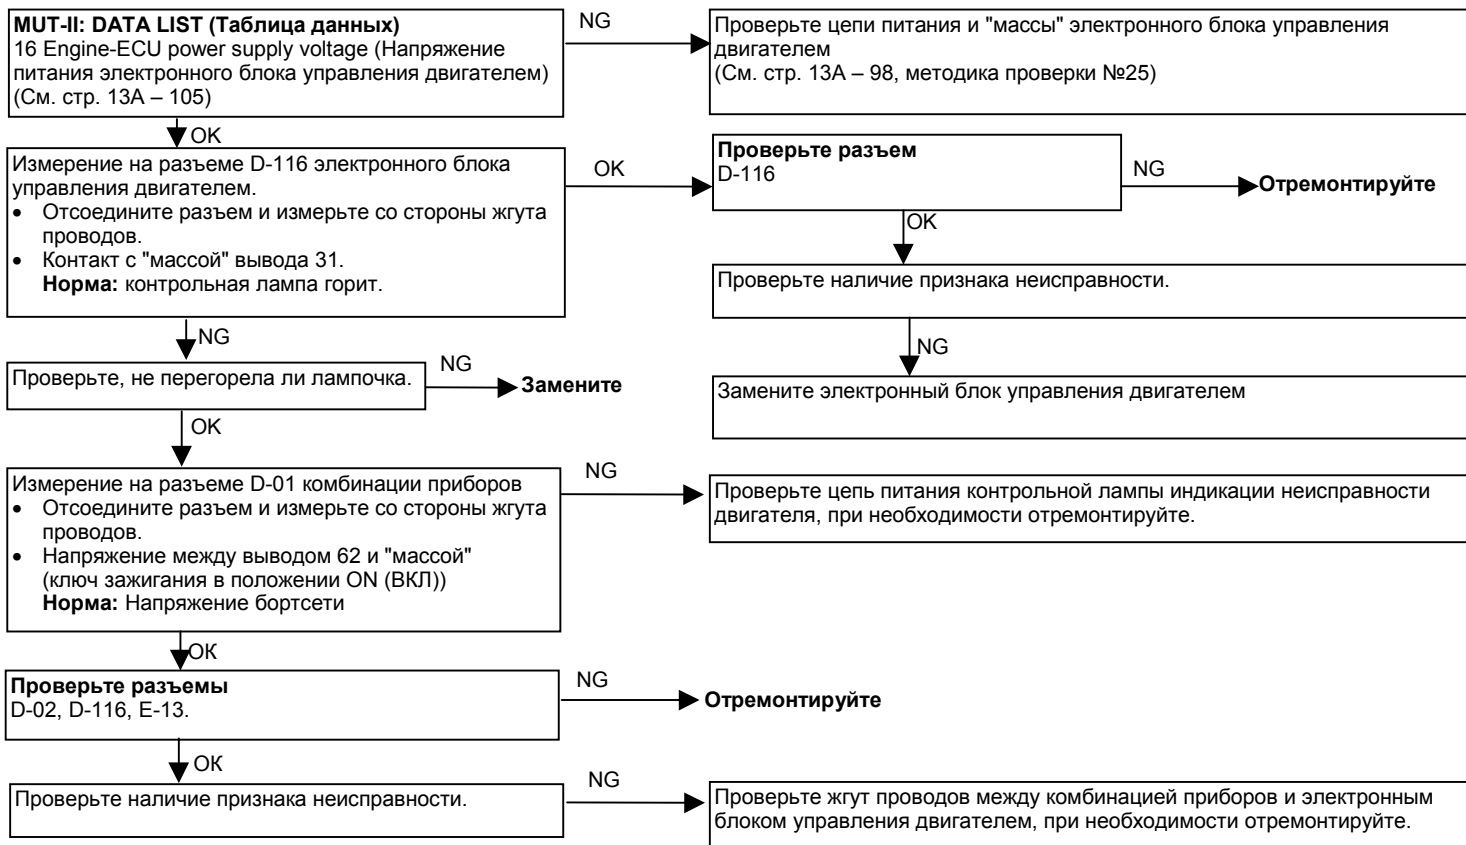 MUT-II: DATA LIST (Таблица данных)
16 Engine-ECU power supply voltage (Напряжение
питания электронного блока управления двигателем)
(См. стр. 13A – 105)
NG
Проверьте цепи питания и "массы" электронного блока управления
двигателем
(См. стр. 13A – 98, методика проверки №25)
OK
Измерение на разъеме D-116 электронного блока
управления двигателем.
• Отсоедините разъем и измерьте со стороны жгута
проводов.
• Контакт с "массой" вывода 31.
Норма: контрольная лампа горит.
OK
Проверьте разъем
D-116
NG
Отремонтируйте
OK
Проверьте наличие признака неисправности.
NG
Замените электронный блок управления двигателем
NG
Проверьте, не перегорела ли лампочка.
NG
Замените
OK
Измерение на разъеме D-01 комбинации приборов
• Отсоедините разъем и измерьте со стороны жгута
проводов.
• Напряжение между выводом 62 и "массой"
(ключ зажигания в положении ON (ВКЛ))
Норма: Напряжение бортсети
NG
Проверьте цепь питания контрольной лампы индикации неисправности
двигателя, при необходимости отремонтируйте.
OK
Проверьте разъемы
D-02, D-116, E-13.
NG
Отремонтируйте
OK
Проверьте наличие признака неисправности.
NG
Проверьте жгут проводов между комбинацией приборов и электронным
блоком управления двигателем, при необходимости отремонтируйте.